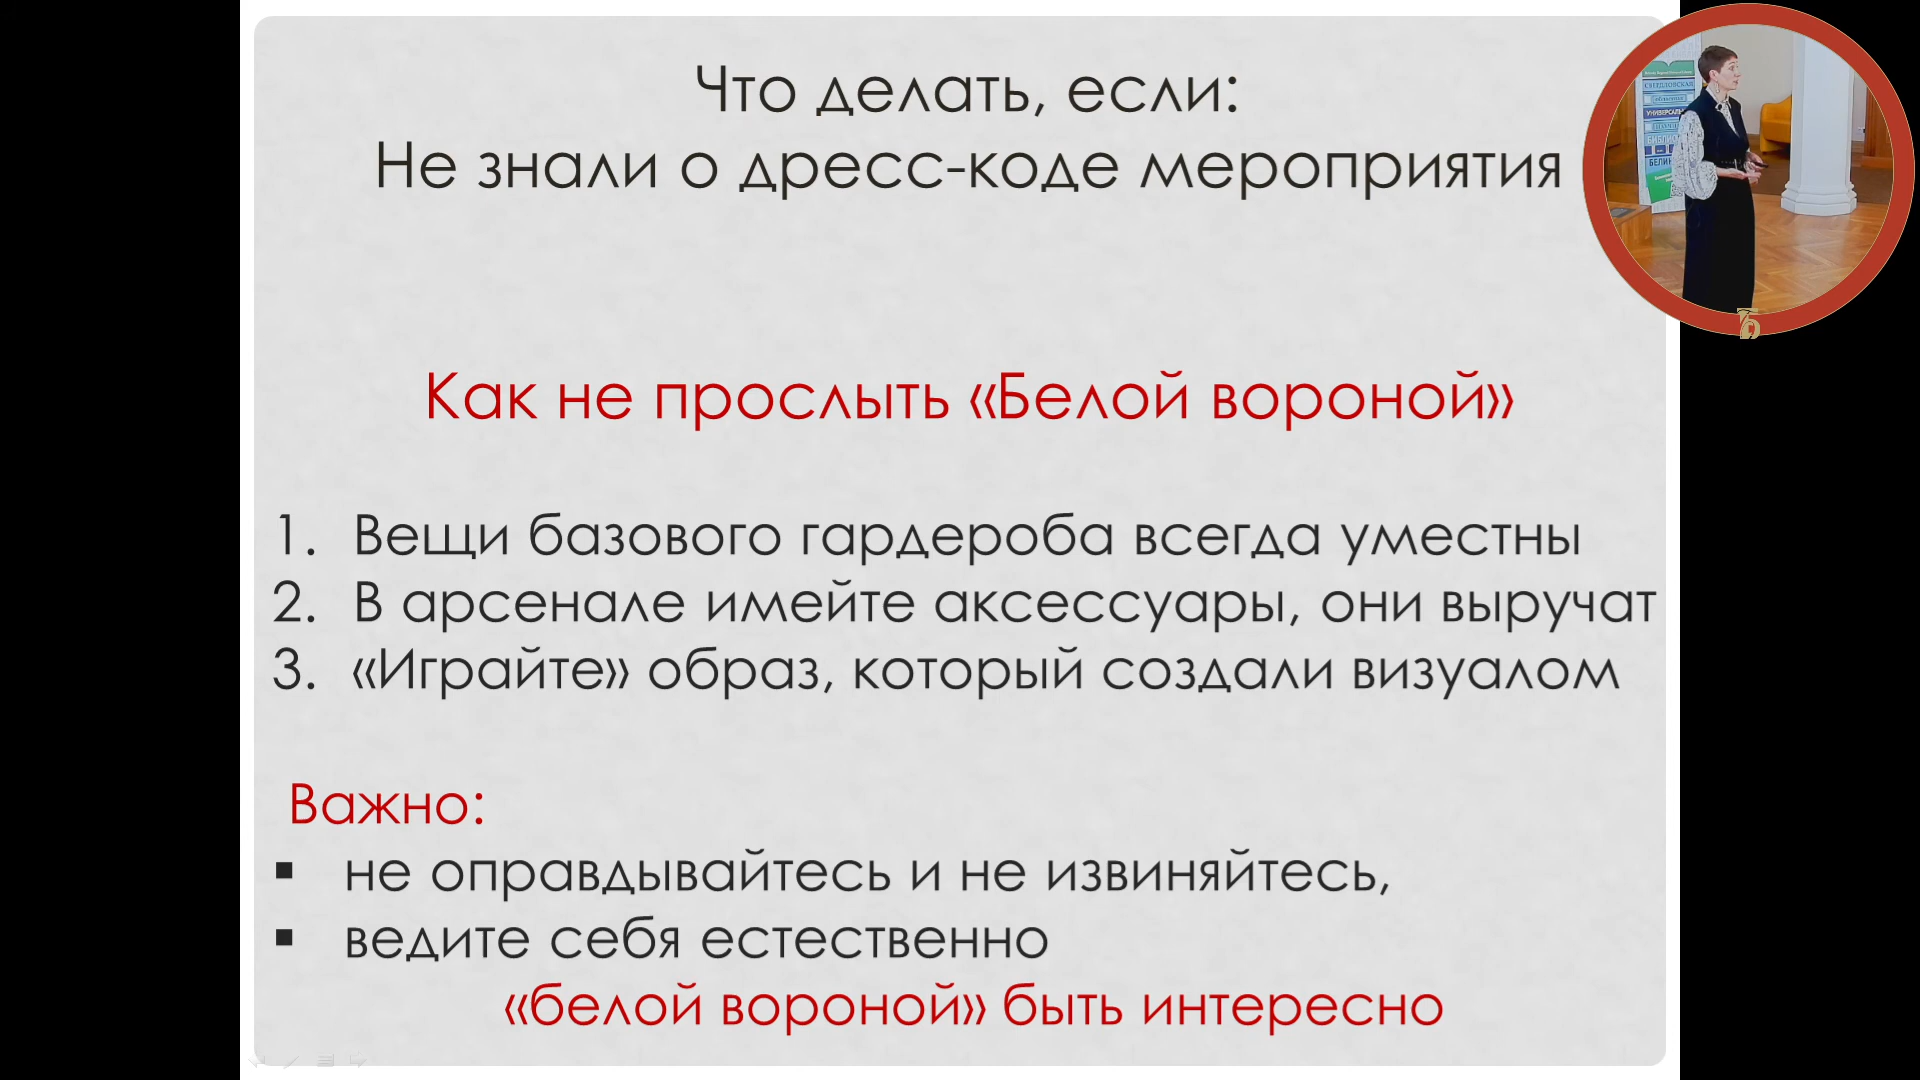 Что делать, если:
Не знали о дресс-коде мероприятия
Как не прослыть «Белой вороной»
1. Вещи базового гардероба всегда уместны
2. В арсенале имейте аксессуары, они выручат
3. «Играйте» образ, который создали визуалом
Важно:
▪ не оправдывайтесь и не извиняйтесь,
▪ ведите себя естественно
«белой вороной» быть интересно
СВЕРДЛОВСКАЯ